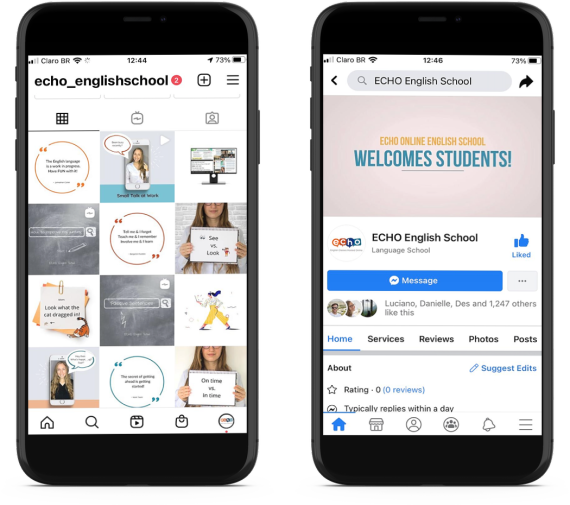 Claro BR 12:44 73%
echo_englishschool 2
The English language
is a work in progress.
Have FUN with it!
Small Talk at Work
Tell me & I forget
Teach me & I remember
Involve me & I learn
See
vs.
Look
Look what the
cat dragged in!
The secret of getting
ahead is getting
started!
On time
vs.
In time
Claro BR 12:46 73%
ECHO English School
ECHO ONLINE ENGLISH SCHOOL
WELCOMES STUDENTS!
echo
ECHO English School
Language School
Liked
Message
Luciano, Danielle, Des and 1,247 others
like this
Home Services Reviews Photos Posts
About Suggest Edits
Rating · 0 (0 reviews)
Typically replies within a day